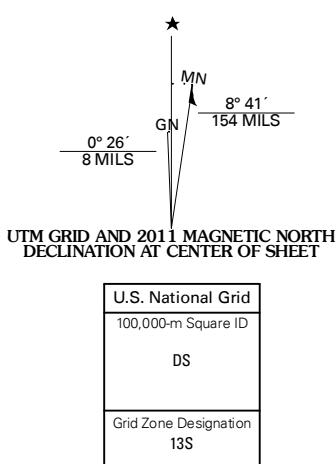 MN
GN
8° 41´
154 MILS
0° 26´
8 MILS
UTM GRID AND 2011 MAGNETIC NORTH
DECLINATION AT CENTER OF SHEET
U.S. National Grid
100,000-m Square ID
DS
Grid Zone Designation
13S